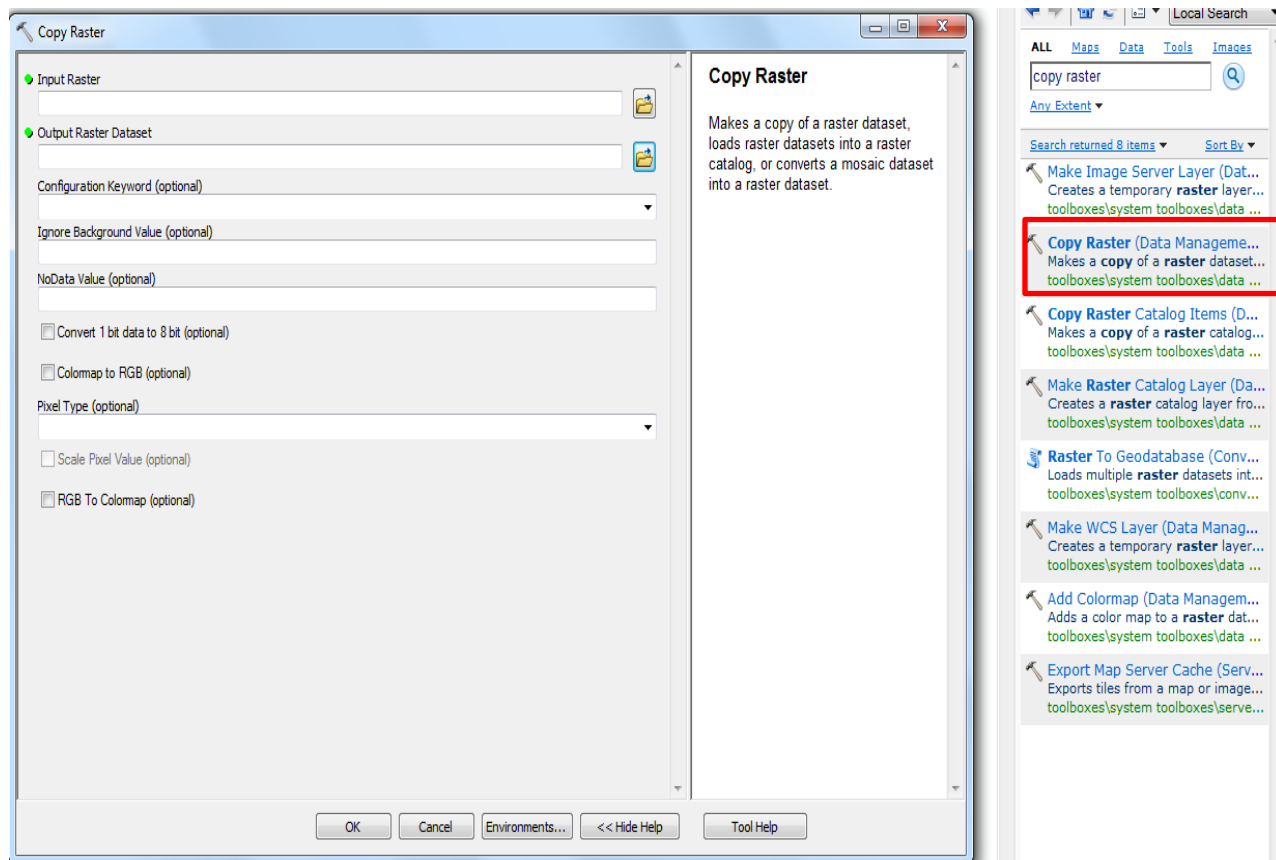 Copy Raster
Input Raster
Output Raster Dataset
Configuration Keyword (optional)
Ignore Background Value (optional)
NoData Value (optional)
Convert 1 bit data to 8 bit (optional)
Colormap to RGB (optional)
Pixel Type (optional)
Scale Pixel Value (optional)
RGB To Colormap (optional)
OK
Cancel
Environments...
<< Hide Help
Tool Help
Copy Raster
Makes a copy of a raster dataset,
loads raster datasets into a raster
catalog, or converts a mosaic dataset
into a raster dataset.
Local Search
ALL Maps Data Tools Images
copy raster
Any Extent
Search returned 8 items Sort By
Make Image Server Layer (Dat...
Creates a temporary raster layer...
toolboxes\system toolboxes\data ...
Copy Raster (Data Manageme...
Makes a copy of a raster dataset...
toolboxes\system toolboxes\data ...
Copy Raster Catalog Items (D...
Makes a copy of a raster catalog...
toolboxes\system toolboxes\data ...
Make Raster Catalog Layer (Da...
Creates a raster catalog layer fro...
toolboxes\system toolboxes\data ...
Raster To Geodatabase (Conv...
Loads multiple raster datasets int...
toolboxes\system toolboxes\conv...
Make WCS Layer (Data Manag...
Creates a temporary raster layer...
toolboxes\system toolboxes\data ...
Add Colormap (Data Managem...
Adds a color map to a raster dat...
toolboxes\system toolboxes\data ...
Export Map Server Cache (Serv...
Exports tiles from a map or image...
toolboxes\system toolboxes\serve...